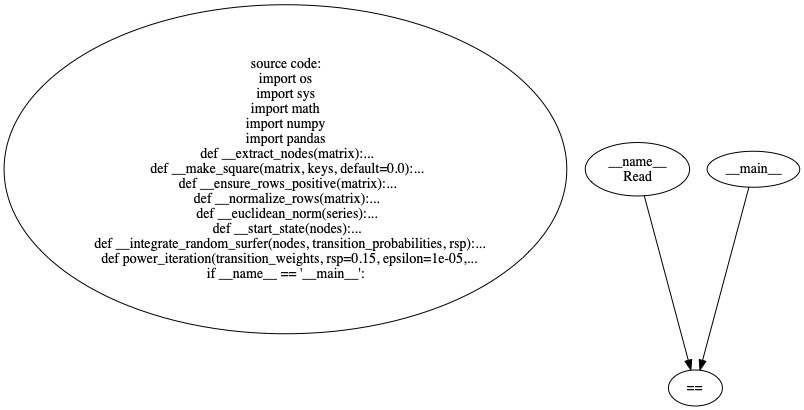 source code:
import os
import sys
import math
import numpy
import pandas
def __extract_nodes(matrix):...
def __make_square(matrix, keys, default=0.0):...
def __ensure_rows_positive(matrix):...
def __normalize_rows(matrix):...
def __euclidean_norm(series):...
def __start_state(nodes):...
def __integrate_random_surfer(nodes, transition_probabilities, rsp):...
def power_iteration(transition_weights, rsp=0.15, epsilon=1e-05,...
if __name__ == '__main__':
__name__
Read
__main__
==